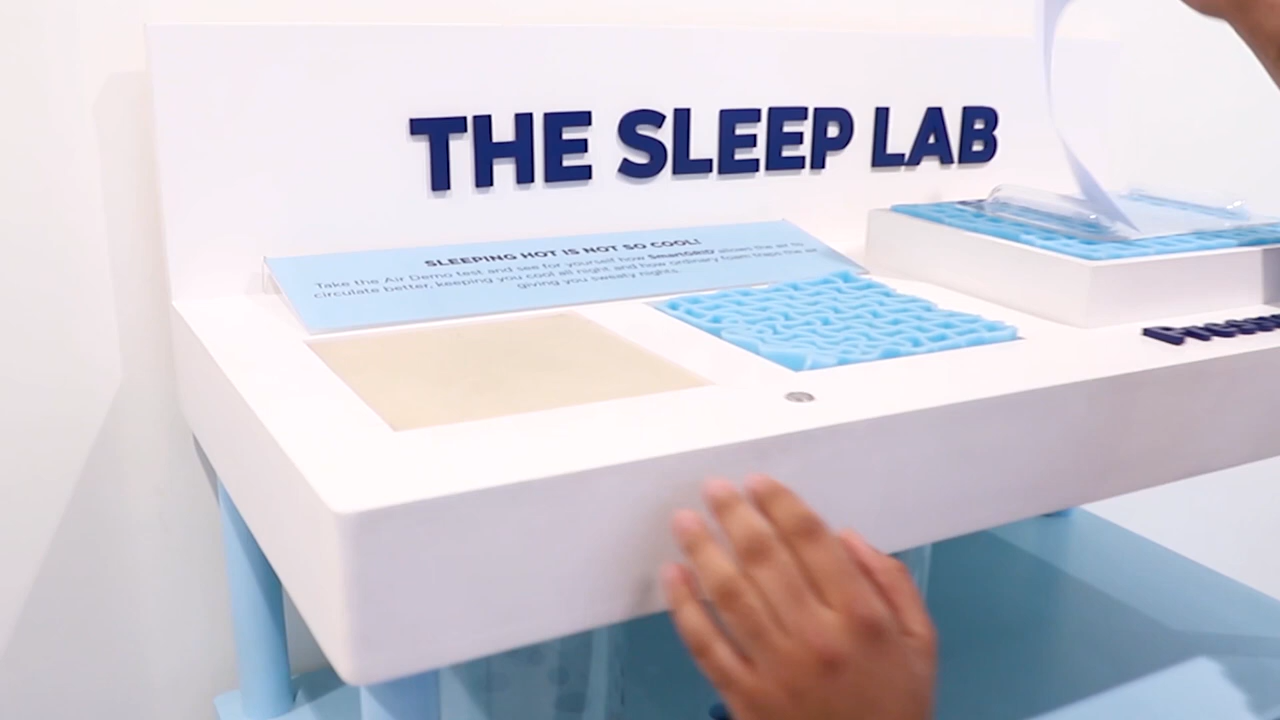 THE SLEEP LAB
SLEEPING HOT IS NOT SO COOL!
Take the Air Demo test and see for yourself how SmartGRID allows the air to
circulate better, keeping you cool all night and how ordinary foam traps the air
giving you sweaty nights.